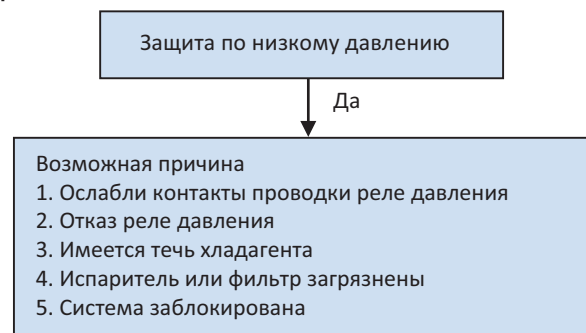 Защита по низкому давлению
Да
Возможная причина
1. Ослабли контакты проводки реле давления
2. Отказ реле давления
3. Имеется течь хладагента
4. Испаритель или фильтр загрязнены
5. Система заблокирована